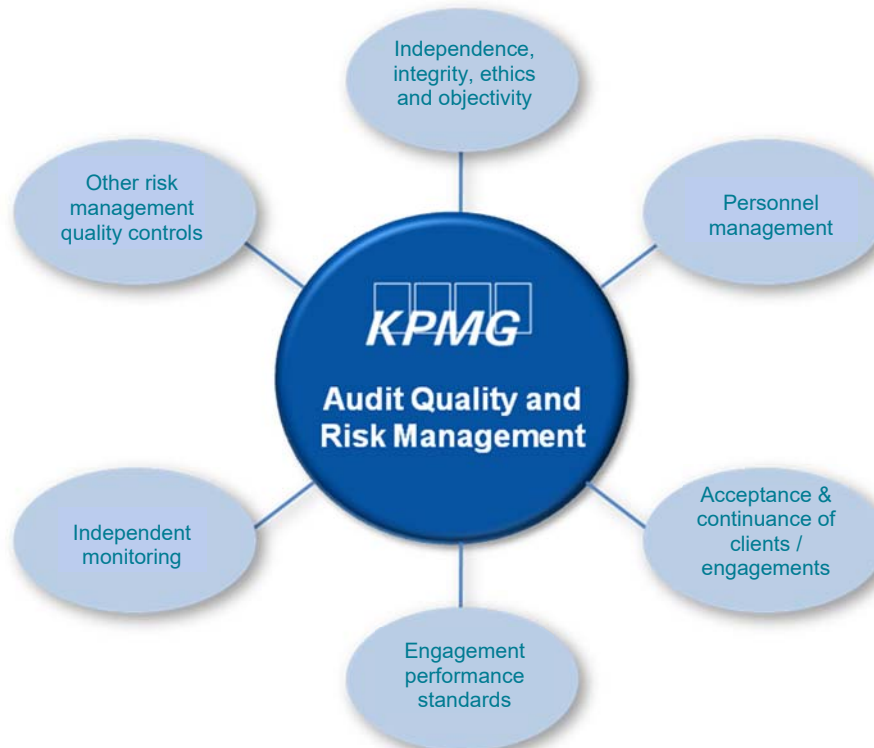 Independence,
integrity, ethics
and objectivity
Other risk
management
quality controls
Personnel
management
KPMG
Audit Quality and
Risk Management
Independent
monitoring
Acceptance &
continuance of
clients /
engagements
Engagement
performance
standards